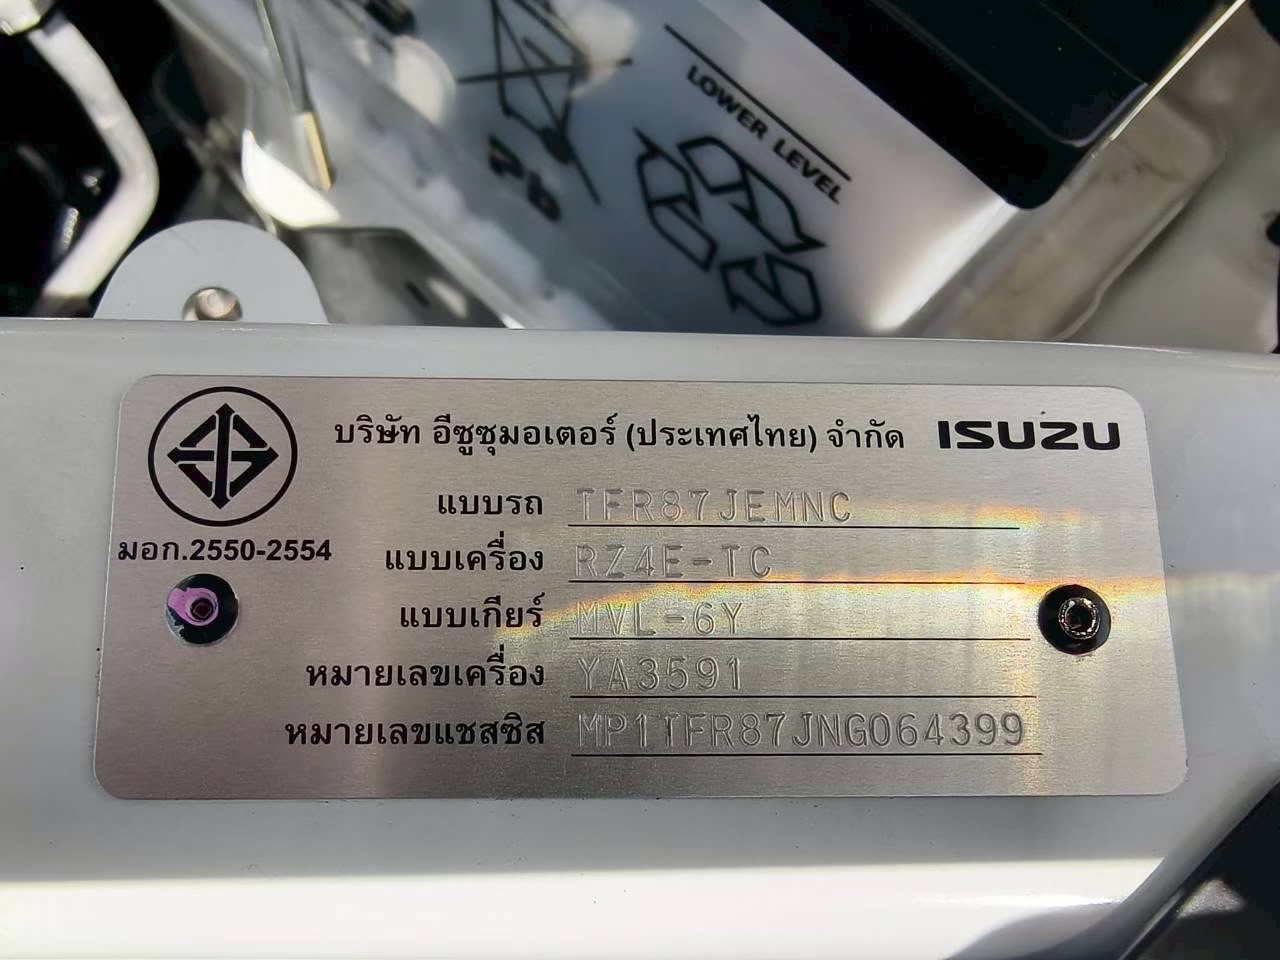 LOWER LEVEL
Pb
บริษัท อีซูซุมอเตอร์ (ประเทศไทย) จำกัด ISUZU
แบบรถ TFR87JEMNC
มอก.2550-2554
แบบเครื่อง RZ4E-TC
แบบเกียร์ MVL-6Y
หมายเลขเครื่อง YA3591
หมายเลขแชสซิส MP1TFR87JNG064399